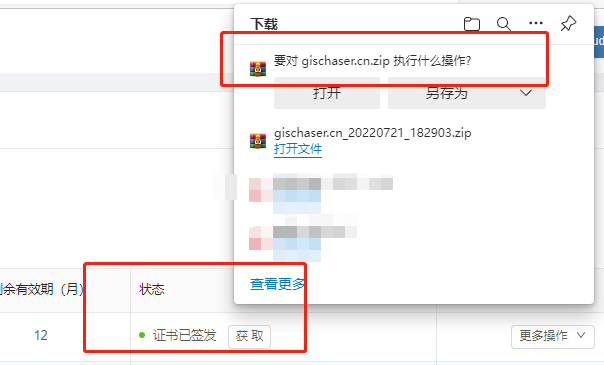 下载
ud
要对 gischaser.cn.zip 执行什么操作?
打开
另存为
gischaser.cn_20220721_182903.zip
打开文件
查看更多
余有效期（月）
状态
12
证书已签发
获 取
更多操作